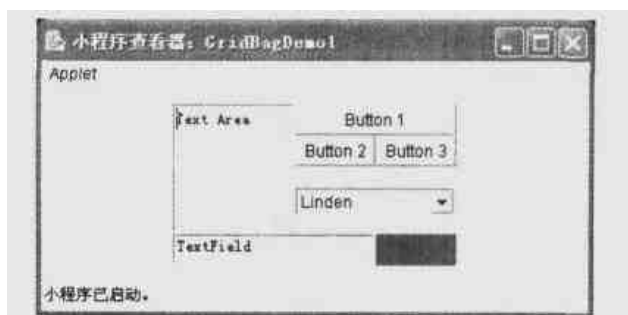 小程序查看器：GridBagDemo1
Applet
Text Area
Button 1
Button 2
Button 3
Linden
TextField
小程序已启动。